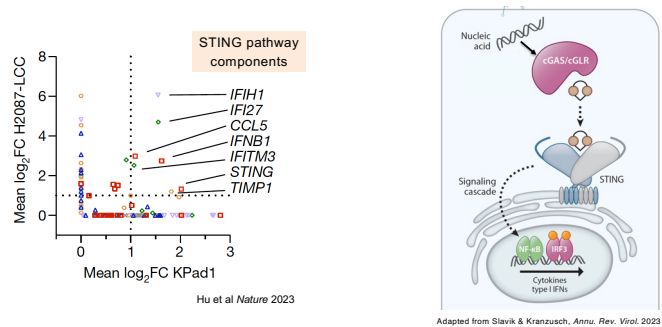 STING pathway
components
8
6
4
2
0
Mean log2FC H2087-LCC
IFIH1
IFI27
CCL5
IFNB1
IFITM3
STING
TIMP1
0
1
2
3
Mean log2FC KPad1
Hu et al Nature 2023
Nucleic
acid
cGAS/cGLR
STING
Signaling
cascade
NF-κB
IRF3
Cytokines
type I IFNs
Adapted from Slavik & Kranzusch, Annu. Rev. Virol. 2023